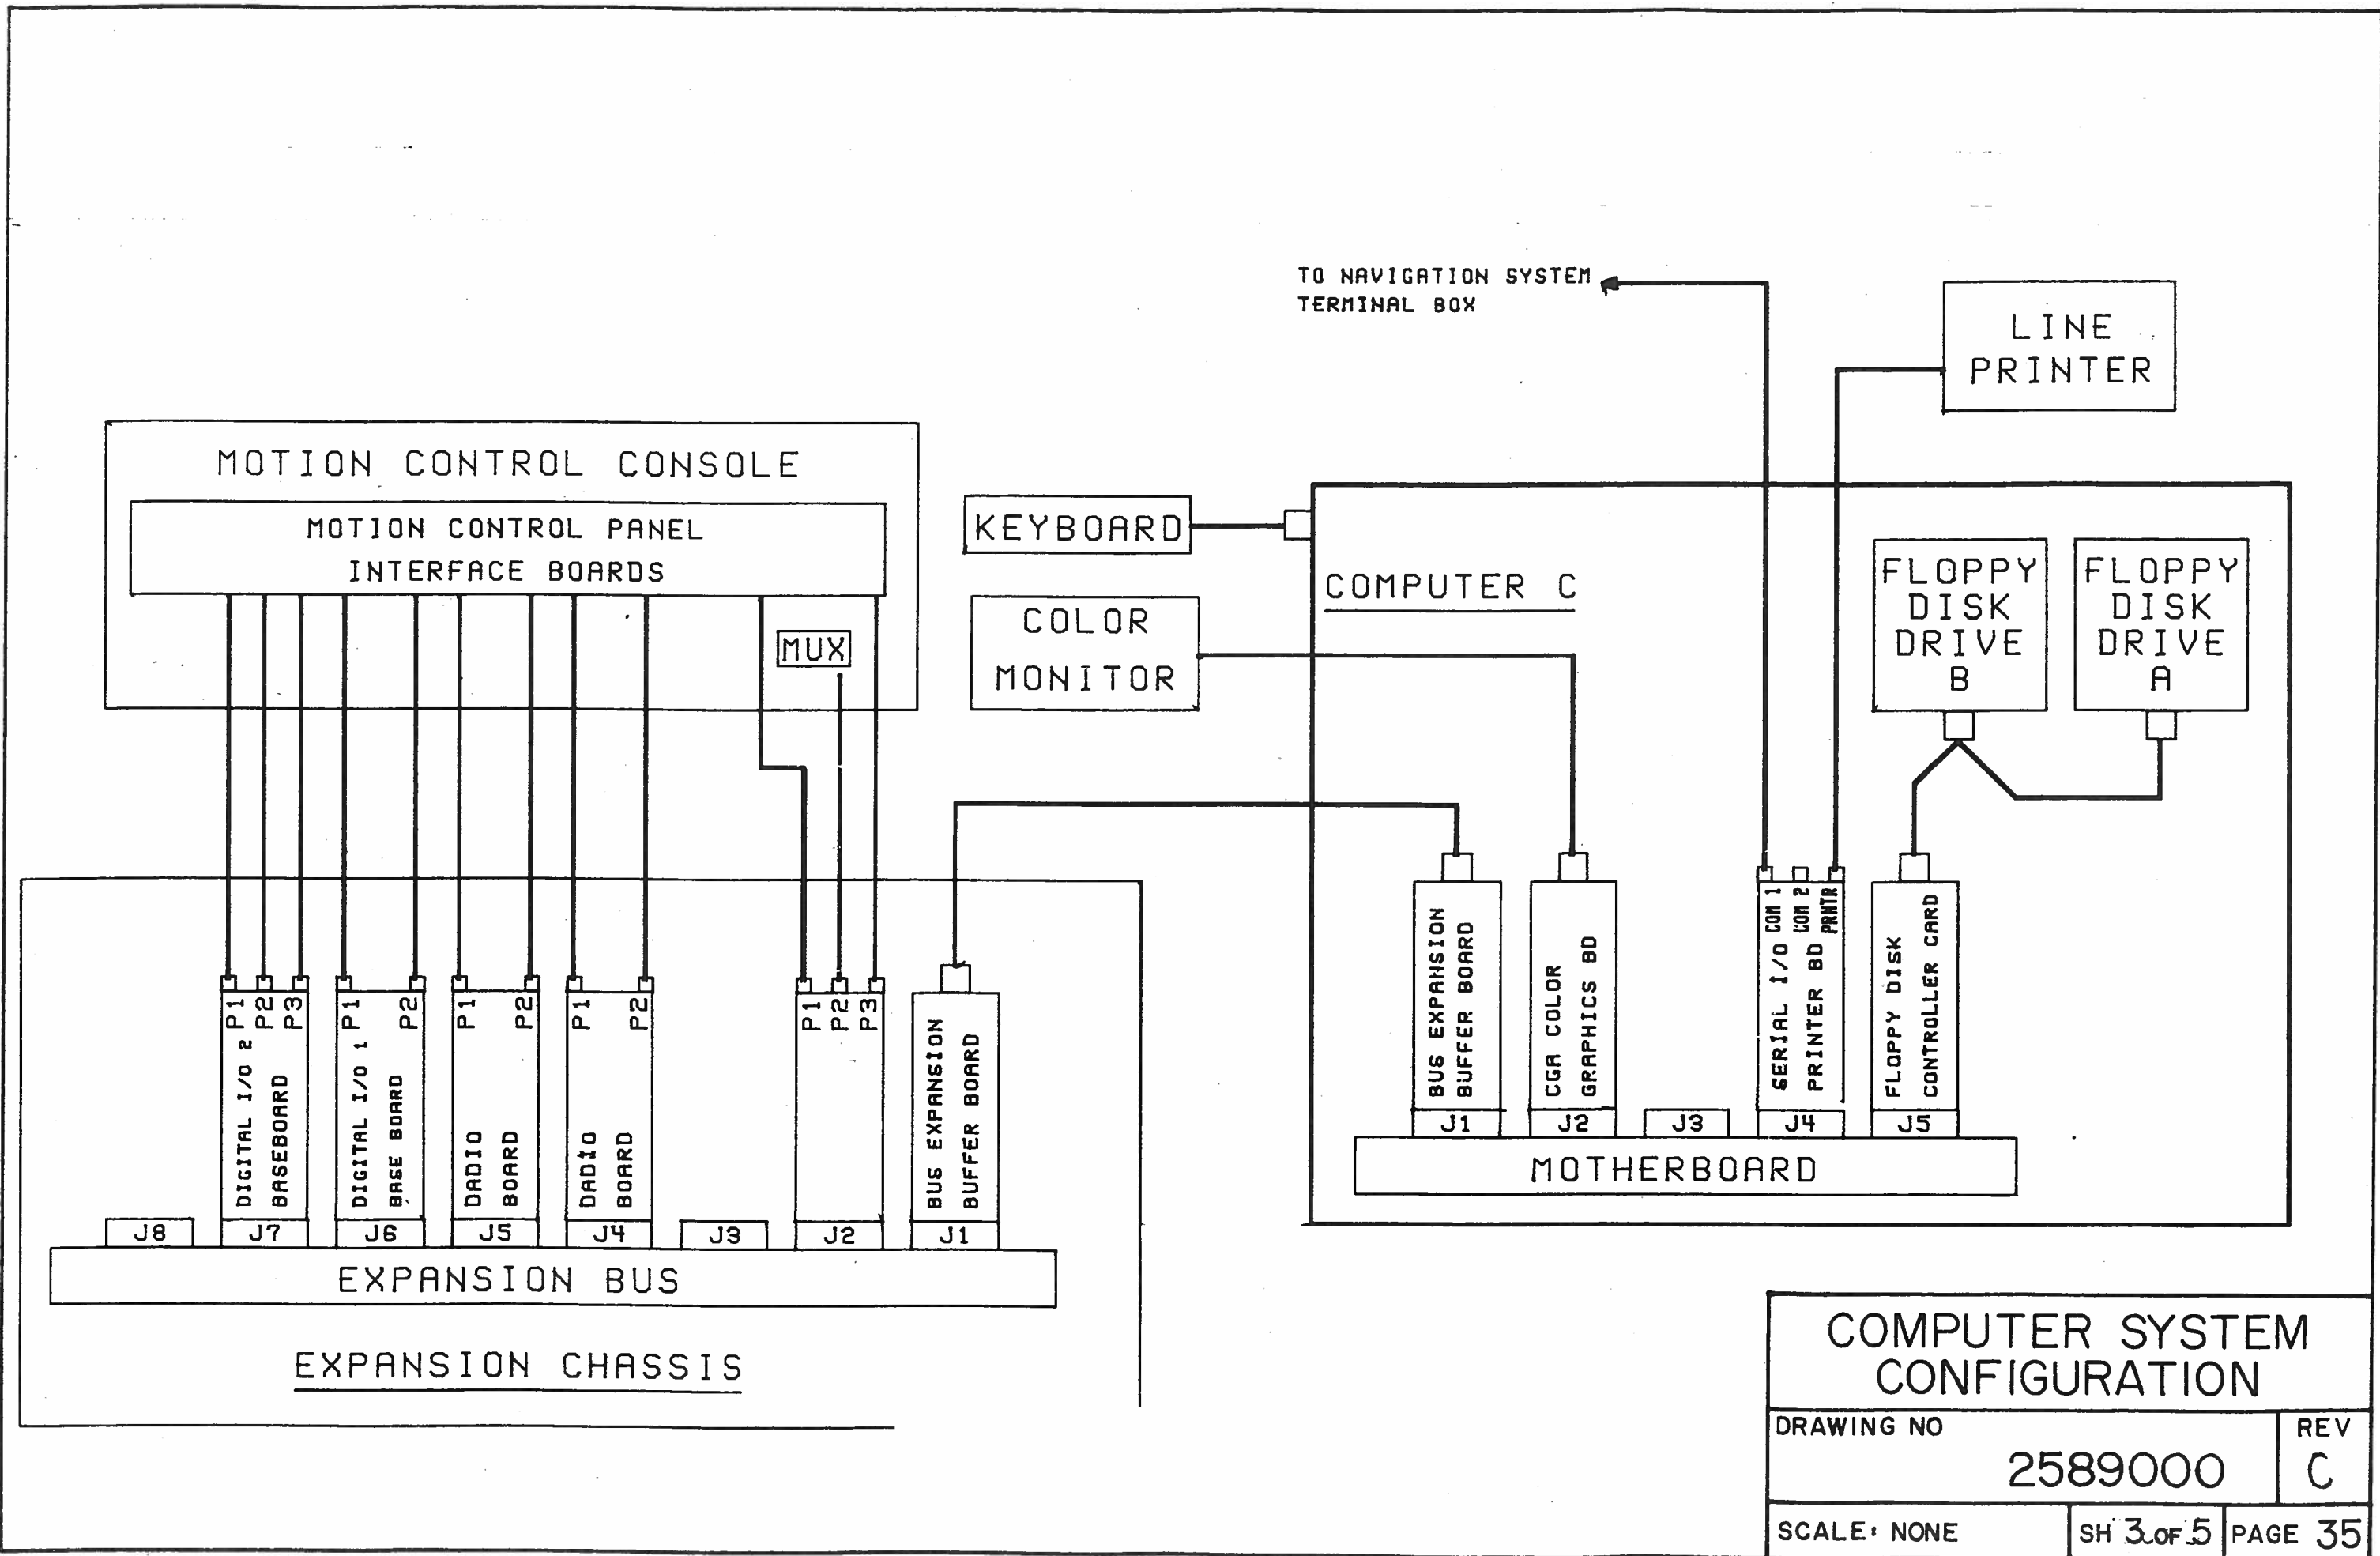 TO NAVIGATION SYSTEM
TERMINAL BOX
LINE
PRINTER
MOTION CONTROL CONSOLE
MOTION CONTROL PANEL
INTERFACE BOARDS
MUX
KEYBOARD
COLOR
MONITOR
COMPUTER C
FLOPPY
DISK
DRIVE
B
FLOPPY
DISK
DRIVE
A
P1
P2
P3
DIGITAL I/O 2
BASEBOARD
P1
P2
DIGITAL I/O 1
BASE BOARD
P1
P2
DADIO
BOARD
P1
P2
DADIO
BOARD
P1
P2
P3
BUS EXPANSION
BUFFER BOARD
J8
J7
J6
J5
J4
J3
J2
J1
EXPANSION BUS
EXPANSION CHASSIS
BUS EXPANSION
BUFFER BOARD
CGA COLOR
GRAPHICS BD
SERIAL I/O COM 1
COM 2
PRINTER BD PRNTR
FLOPPY DISK
CONTROLLER CARD
J1
J2
J3
J4
J5
MOTHERBOARD
COMPUTER SYSTEM
CONFIGURATION
DRAWING NO
2589000
REV
C
SCALE: NONE
SH 3 OF 5
PAGE 35